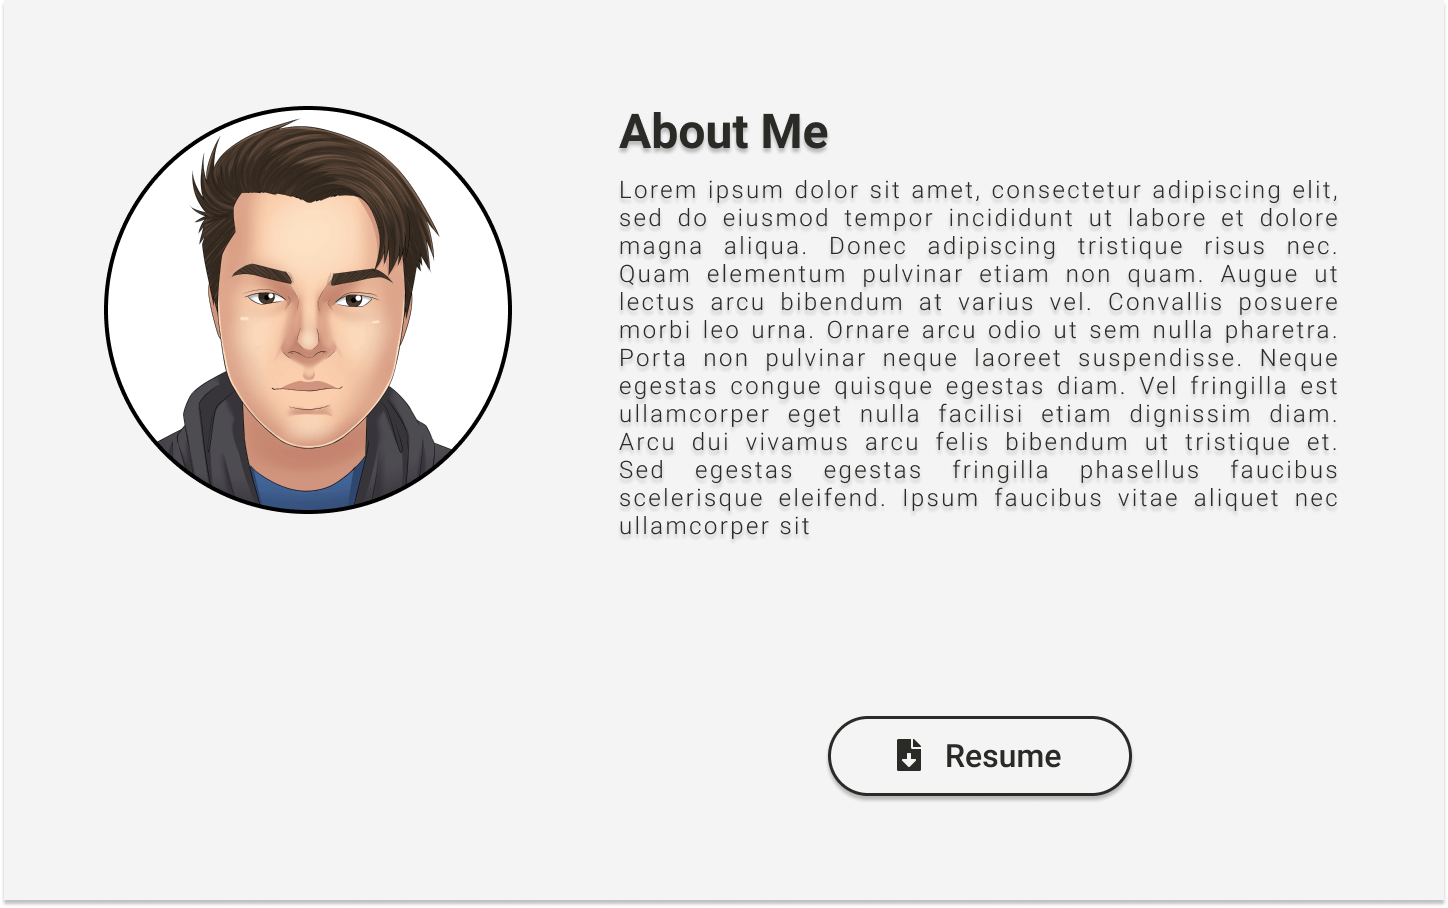 About Me
Lorem ipsum dolor sit amet, consectetur adipiscing elit,
sed do eiusmod tempor incididunt ut labore et dolore
magna aliqua. Donec adipiscing tristique risus nec.
Quam elementum pulvinar etiam non quam. Augue ut
lectus arcu bibendum at varius vel. Convallis posuere
morbi leo urna. Ornare arcu odio ut sem nulla pharetra.
Porta non pulvinar neque laoreet suspendisse. Neque
egestas congue quisque egestas diam. Vel fringilla est
ullamcorper eget nulla facilisi etiam dignissim diam.
Arcu dui vivamus arcu felis bibendum ut tristique et.
Sed egestas egestas fringilla phasellus faucibus
scelerisque eleifend. Ipsum faucibus vitae aliquet nec
ullamcorper sit
Resume